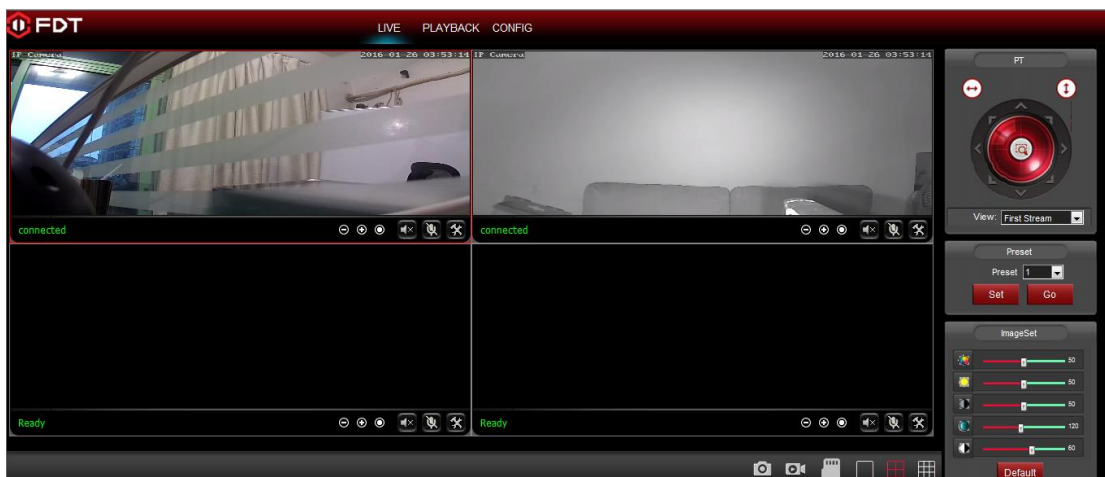 FDT
LIVE PLAYBACK CONFIG
IP Camera 2016-01-26 03:53:14
IP Camera 2016-01-26 03:53:14
connected
connected
Ready
Ready
PT
View: First Stream
Preset
Preset 1
Set Go
ImageSet
50
50
50
120
60
Default